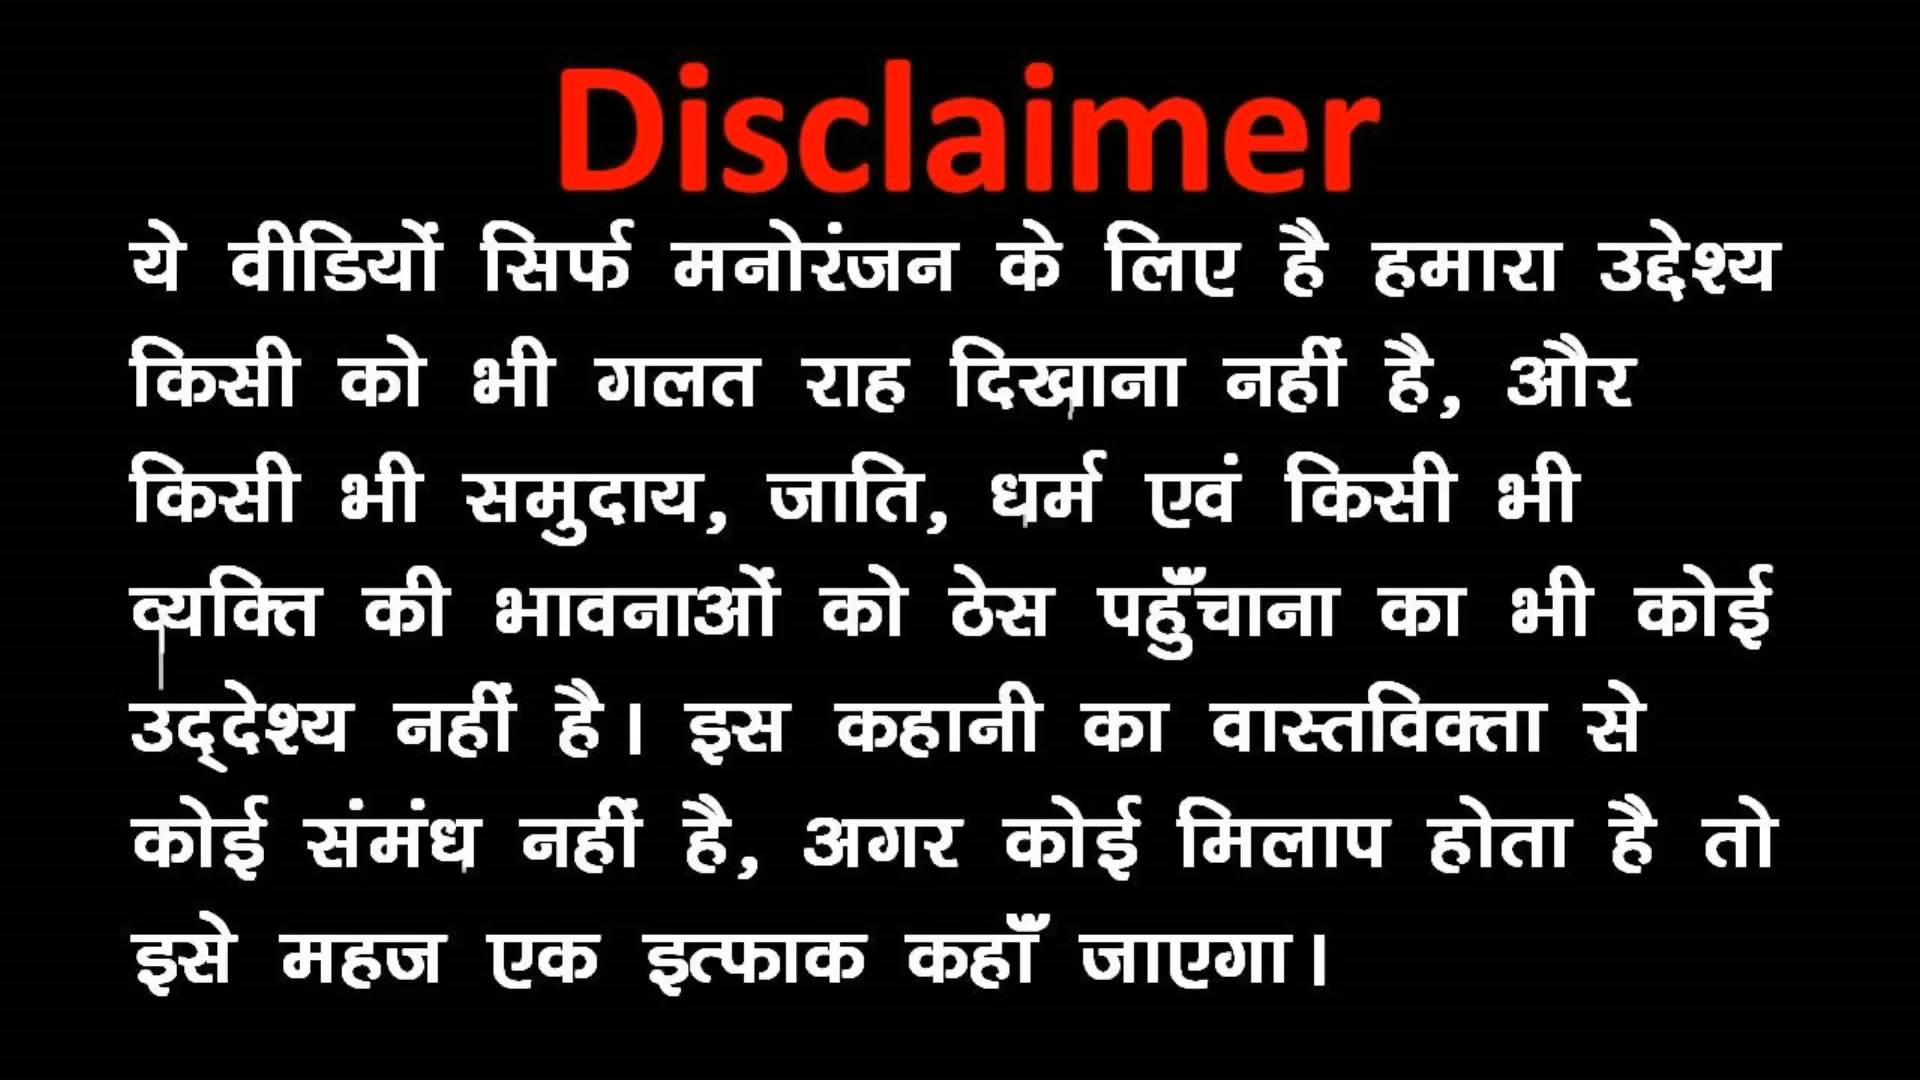 Disclaimer
ये वीडियों सिर्फ मनोरंजन के लिए है हमारा उद्देश्य
किसी को भी गलत राह दिखाना नहीं है, और
किसी भी समुदाय, जाति, धर्म एवं किसी भी
व्यक्ति की भावनाओं को ठेस पहुँचाना का भी कोई
उद्‌देश्य नहीं है। इस कहानी का वास्तविक्ता से
कोई संमंध नहीं है, अगर कोई मिलाप होता है तो
इसे महज एक इत्फाक कहाँ जाएगा।